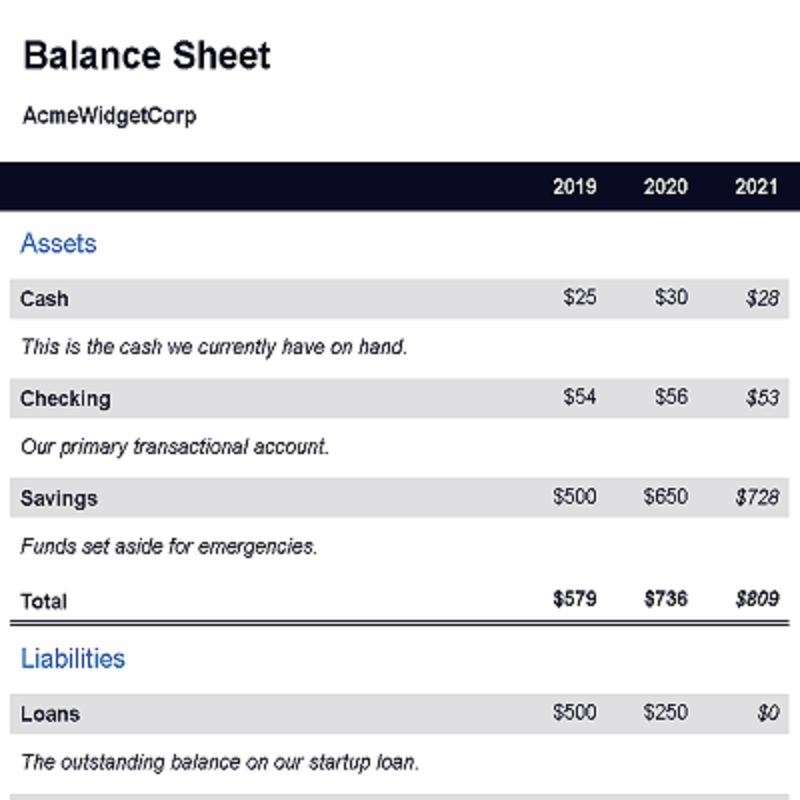 Balance Sheet
AcmeWidgetCorp
2019 2020 2021
Assets
Cash $25 $30 $28
This is the cash we currently have on hand.
Checking $54 $56 $53
Our primary transactional account.
Savings $500 $650 $728
Funds set aside for emergencies.
Total $579 $736 $809
Liabilities
Loans $500 $250 $0
The outstanding balance on our startup loan.